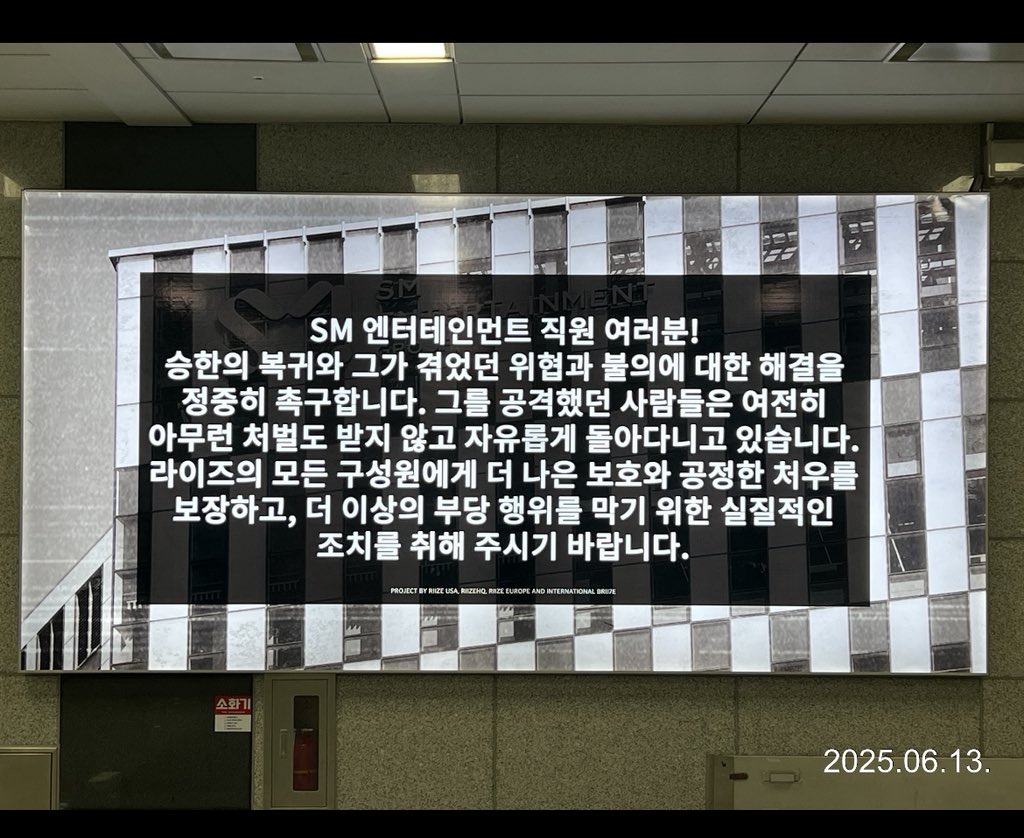 SM
ENTERTAINMENT
SM 엔터테인먼트 직원 여러분!
승한의 복귀와 그가 겪었던 위협과 불의에 대한 해결을
정중히 촉구합니다. 그를 공격했던 사람들은 여전히
아무런 처벌도 받지 않고 자유롭게 돌아다니고 있습니다.
라이즈의 모든 구성원에게 더 나은 보호와 공정한 처우를
보장하고, 더 이상의 부당 행위를 막기 위한 실질적인
조치를 취해 주시기 바랍니다.
PROJECT BY RIIZE USA, RIIZEHQ, RIIZE EUROPE AND INTERNATIONAL BRII7E
소화기
2025.06.13.